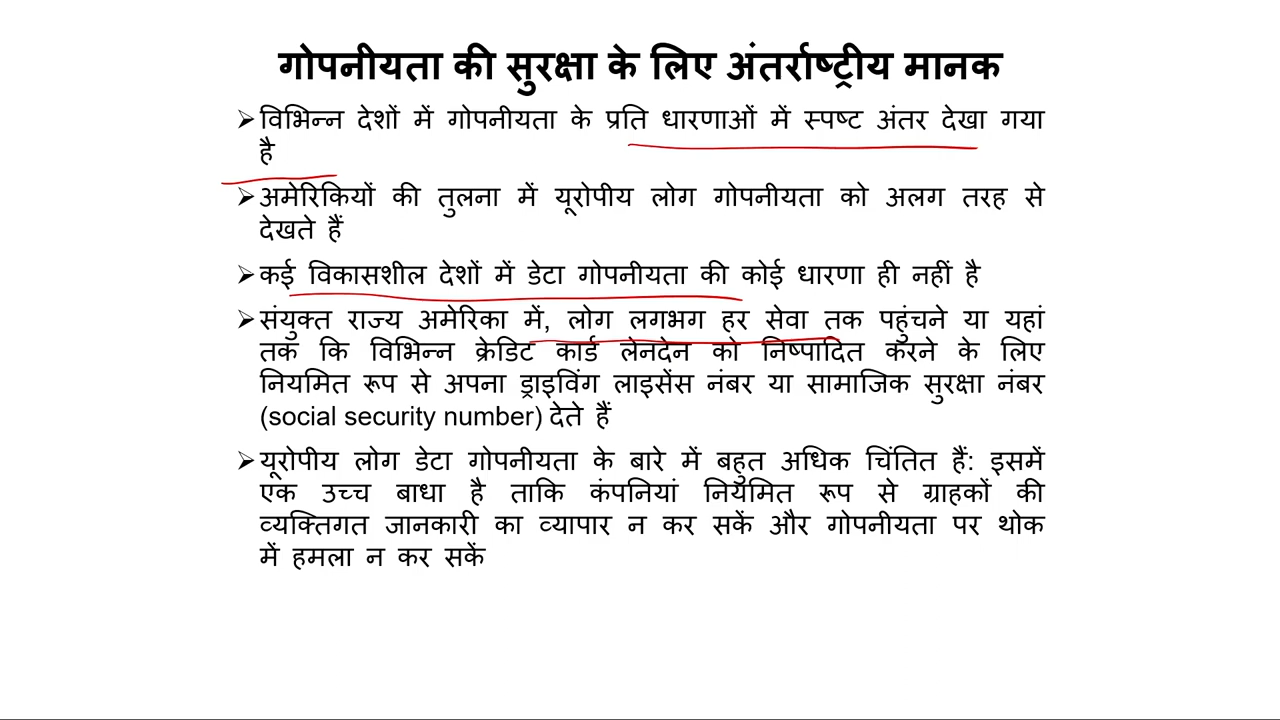 गोपनीयता की सुरक्षा के लिए अंतर्राष्ट्रीय मानक
➢विभिन्न देशों में गोपनीयता के प्रति धारणाओं में स्पष्ट अंतर देखा गया
है
➢अमेरिकियों की तुलना में यूरोपीय लोग गोपनीयता को अलग तरह से
देखते हैं
➢कई विकासशील देशों में डेटा गोपनीयता की कोई धारणा ही नहीं है
➢संयुक्त राज्य अमेरिका में, लोग लगभग हर सेवा तक पहुंचने या यहां
तक कि विभिन्न क्रेडिट कार्ड लेनदेन को निष्पादित करने के लिए
नियमित रूप से अपना ड्राइविंग लाइसेंस नंबर या सामाजिक सुरक्षा नंबर
(social security number) देते हैं
➢यूरोपीय लोग डेटा गोपनीयता के बारे में बहुत अधिक चिंतित हैं: इसमें
एक उच्च बाधा है ताकि कंपनियां नियमित रूप से ग्राहकों की
व्यक्तिगत जानकारी का व्यापार न कर सकें और गोपनीयता पर थोक
में हमला न कर सकें